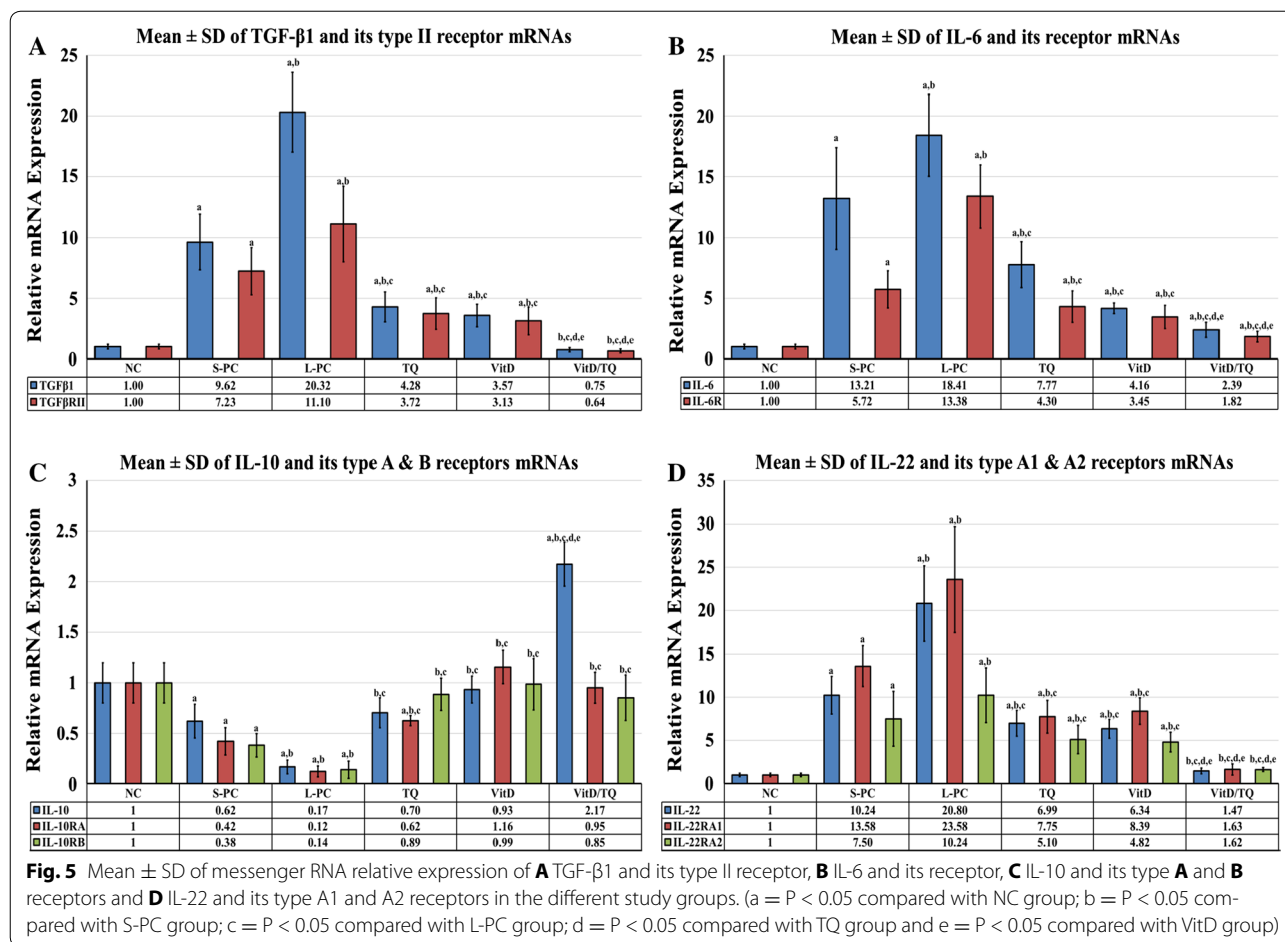 A
Mean ± SD of TGF-β1 and its type II receptor mRNAs
Relative mRNA Expression
25
20
15
10
5
0
a
a
a,b
a,b
a,b,c
a,b,c
a,b,c
a,b,c
b,c,d,e
b,c,d,e
NC S-PC L-PC TQ VitD VitD/TQ
TGFβ1 1.00 9.62 20.32 4.28 3.57 0.75
TGFβRII 1.00 7.23 11.10 3.72 3.13 0.64
B
Mean ± SD of IL-6 and its receptor mRNAs
Relative mRNA Expression
25
20
15
10
5
0
a
a
a,b
a,b
a,b,c
a,b,c
a,b,c
a,b,c
a,b,c,d,e
a,b,c,d,e
NC S-PC L-PC TQ VitD VitD/TQ
IL-6 1.00 13.21 18.41 7.77 4.16 2.39
IL-6R 1.00 5.72 13.38 4.30 3.45 1.82
C
Mean ± SD of IL-10 and its type A & B receptors mRNAs
Relative mRNA Expression
3
2.5
2
1.5
1
0.5
0
a
a
a
a,b
a,b
a,b
b,c
a,b,c
b,c
b,c
b,c
b,c
a,b,c,d,e
b,c
b,c
NC S-PC L-PC TQ VitD VitD/TQ
IL-10 1 0.62 0.17 0.70 0.93 2.17
IL-10RA 1 0.42 0.12 0.62 1.16 0.95
IL-10RB 1 0.38 0.14 0.89 0.99 0.85
D
Mean ± SD of IL-22 and its type A1 & A2 receptors mRNAs
Relative mRNA Expression
35
30
25
20
15
10
5
0
a
a
a
a,b
a,b
a,b
a,b,c
a,b,c
a,b,c
a,b,c
a,b,c
a,b,c
b,c,d,e
b,c,d,e
b,c,d,e
NC S-PC L-PC TQ VitD VitD/TQ
IL-22 1 10.24 20.80 6.99 6.34 1.47
IL-22RA1 1 13.58 23.58 7.75 8.39 1.63
IL-22RA2 1 7.50 10.24 5.10 4.82 1.62
Fig. 5 Mean ± SD of messenger RNA relative expression of A TGF-β1 and its type II receptor, B IL-6 and its receptor, C IL-10 and its type A and B
receptors and D IL-22 and its type A1 and A2 receptors in the different study groups. (a = P < 0.05 compared with NC group; b = P < 0.05 com-
pared with S-PC group; c = P < 0.05 compared with L-PC group; d = P < 0.05 compared with TQ group and e = P < 0.05 compared with VitD group)